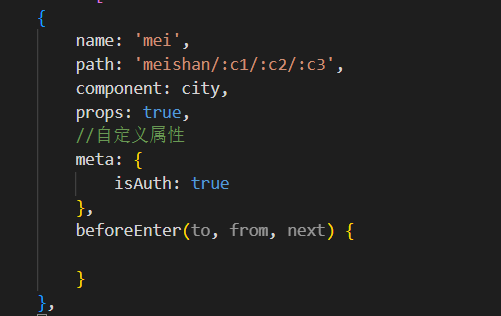 {
name: 'mei',
path: 'meishan/:c1/:c2/:c3',
component: city,
props: true,
//自定义属性
meta: {
isAuth: true
},
beforeEnter(to, from, next) {
}
},